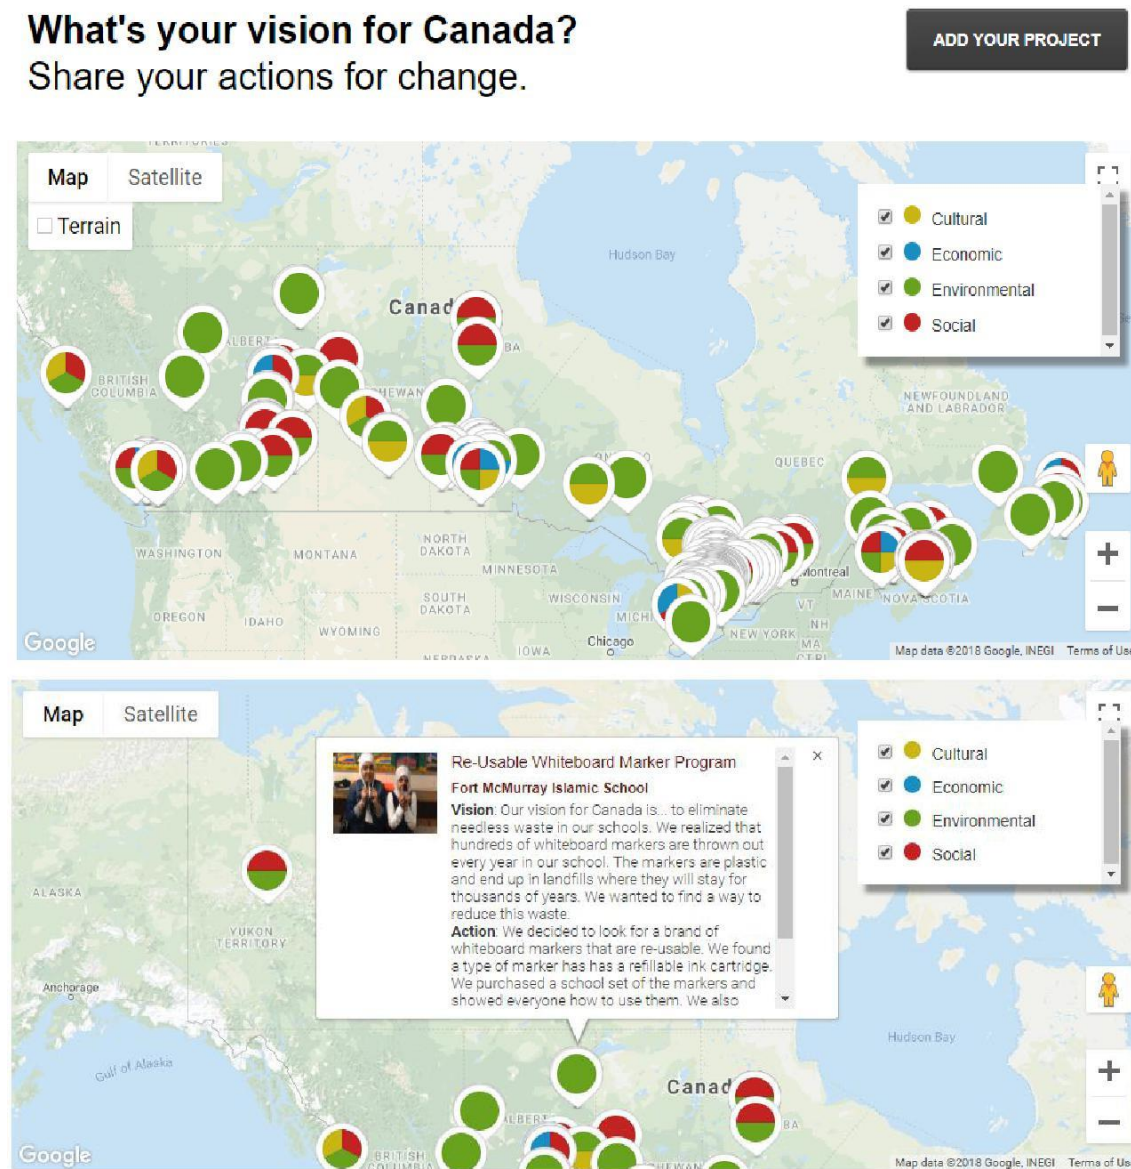 What's your vision for Canada?
Share your actions for change.
ADD YOUR PROJECT
Map
Satellite
Terrain
Cultural
Economic
Environmental
Social
Hudson Bay
Canad
ALBERT
BA
BRITISH
COLUMBIA
HEWAN
NEWFOUNDLAND
AND LABRADOR
QUEBEC
WASHINGTON
MONTANA
NORTH
DAKOTA
MINNESOTA
Montreal
OREGON
IDAHO
WYOMING
SOUTH
DAKOTA
WISCONSIN
MICHI
MAINE
NOVA SCOTIA
VT
NH
NEW YORK
MA
IOWA
Chicago
Google
Map data ©2018 Google, INEGI
Terms of Use
Map
Satellite
Re-Usable Whiteboard Marker Program
×
Fort McMurray Islamic School
Vision: Our vision for Canada is... to eliminate
needless waste in our schools. We realized that
hundreds of whiteboard markers are thrown out
every year in our school. The markers are plastic
and end up in landfills where they will stay for
thousands of years. We wanted to find a way to
reduce this waste.
Action: We decided to look for a brand of
whiteboard markers that are re-usable. We found
a type of marker has has a refillable ink cartridge.
We purchased a school set of the markers and
showed everyone how to use them. We also
Cultural
Economic
Environmental
Social
ALASKA
YUKON
TERRITORY
Anchorage
Gulf of Alaska
Hudson Bay
Canad
ALBERT
BA
BRITISH
COLUMBIA
HEWAN
Google
Map data ©2018 Google, INEGI
Terms of Use